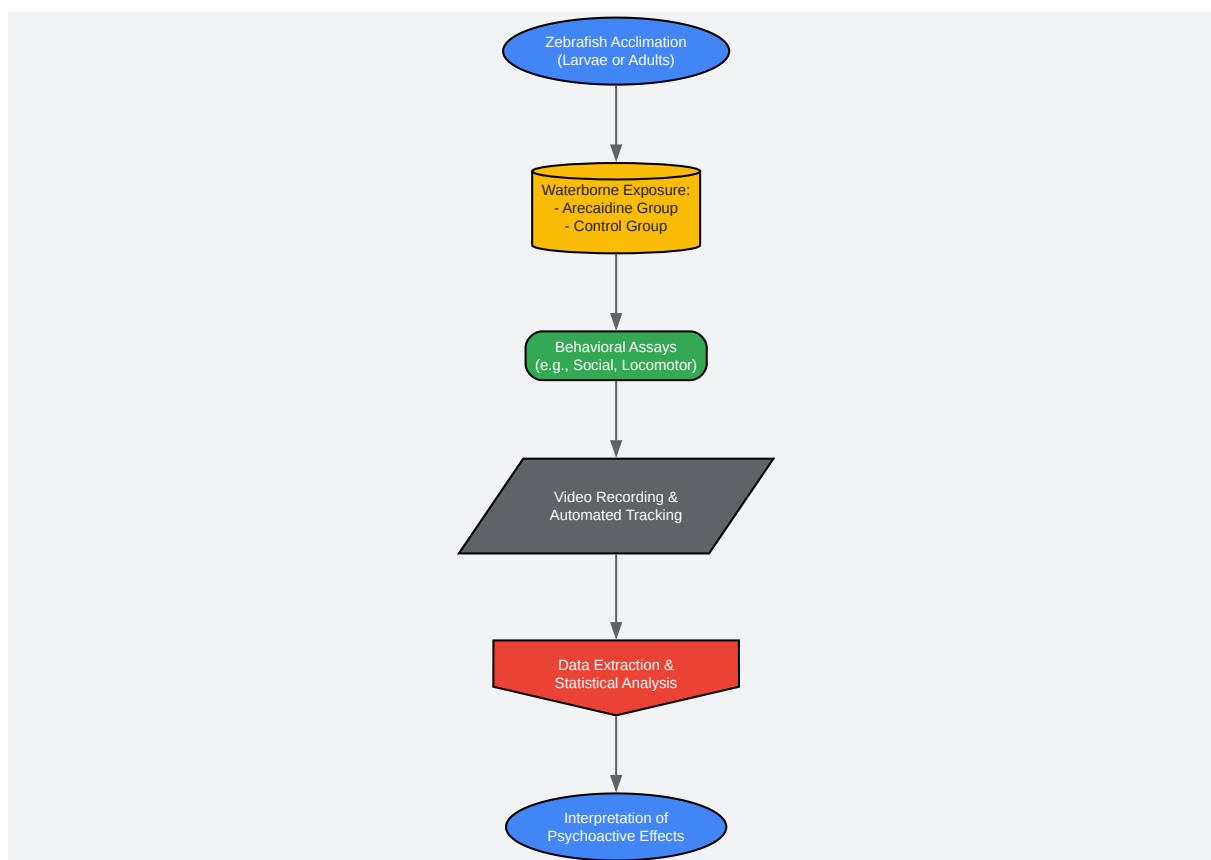 Zebrafish Acclimation
(Larvae or Adults)
Waterborne Exposure:
- Arecaidine Group
- Control Group
Behavioral Assays
(e.g., Social, Locomotor)
Video Recording &
Automated Tracking
Data Extraction &
Statistical Analysis
Interpretation of
Psychoactive Effects